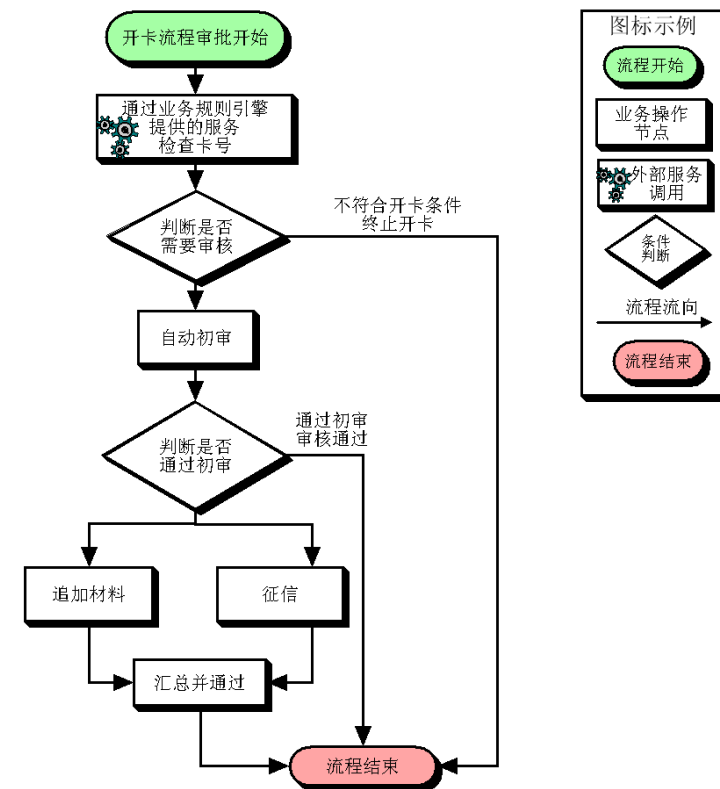 开卡流程审批开始
通过业务规则引擎
提供的服务
检查卡号
判断是否
需要审核
不符合开卡条件
终止开卡
自动初审
判断是否
通过初审
通过初审
审核通过
追加材料
征信
汇总并通过
流程结束
图标示例
流程开始
业务操作
节点
外部服务
调用
条件
判断
流程流向
流程结束